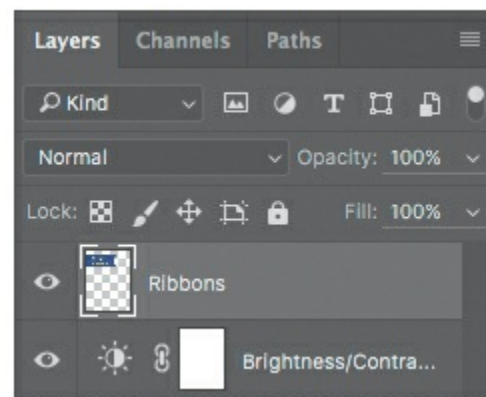 Layers Channels Paths
Kind
Normal Opacity: 100%
Lock: Fill: 100%
Ribbons
Brightness/Contra...